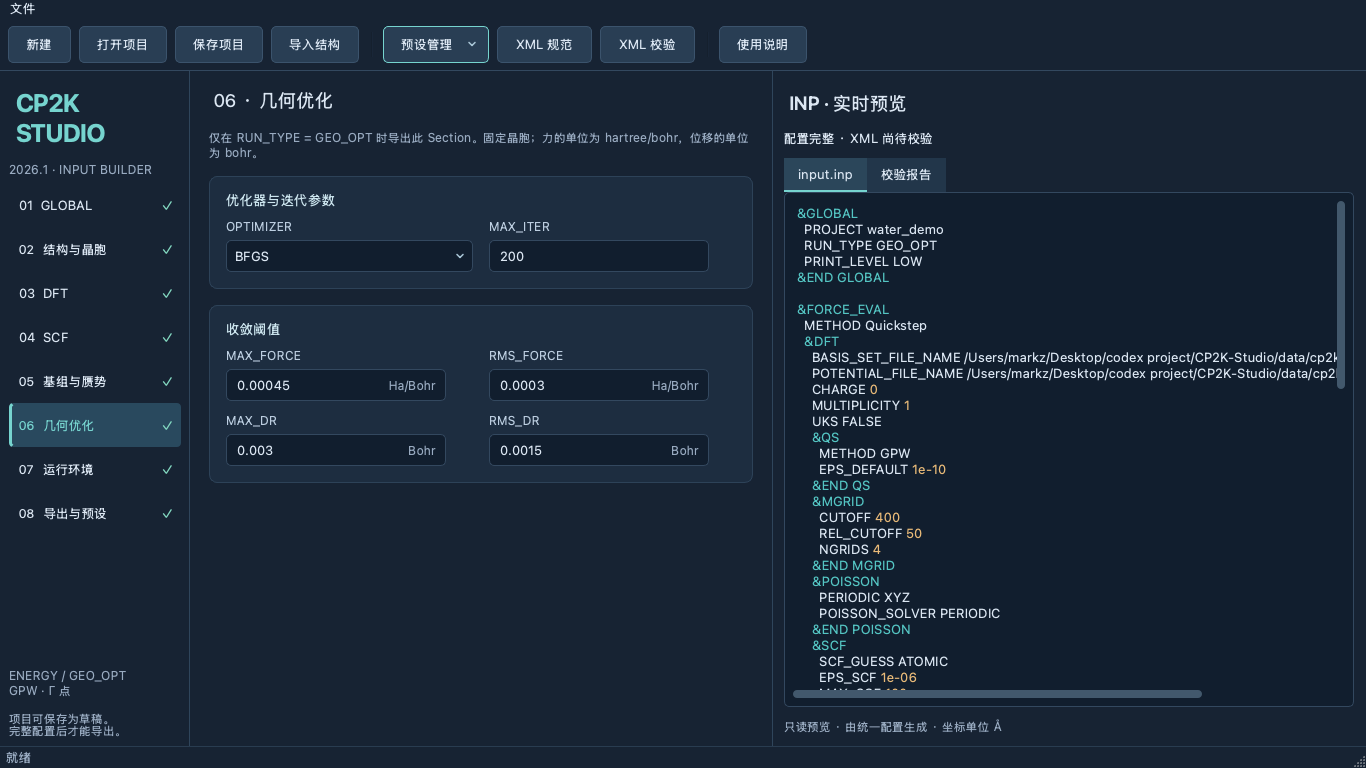 文件
新建
打开项目
保存项目
导入结构
预设管理
XML 规范
XML 校验
使用说明
CP2K
STUDIO
2026.1 · INPUT BUILDER
01 GLOBAL ✓
02 结构与晶胞 ✓
03 DFT ✓
04 SCF ✓
05 基组与赝势 ✓
06 几何优化 ✓
07 运行环境 ✓
08 导出与预设 ✓
ENERGY / GEO_OPT
GPW · Γ 点
项目可保存为草稿。
完整配置后才能导出。
就绪
06 · 几何优化
仅在 RUN_TYPE = GEO_OPT 时导出此 Section。固定晶胞；力的单位为 hartree/bohr，位移的单位
为 bohr。
优化器与迭代参数
OPTIMIZER
BFGS
MAX_ITER
200
收敛阈值
MAX_FORCE
0.00045 Ha/Bohr
RMS_FORCE
0.0003 Ha/Bohr
MAX_DR
0.003 Bohr
RMS_DR
0.0015 Bohr
INP · 实时预览
配置完整 · XML 尚待校验
input.inp
校验报告
&GLOBAL
PROJECT water_demo
RUN_TYPE GEO_OPT
PRINT_LEVEL LOW
&END GLOBAL
&FORCE_EVAL
METHOD Quickstep
&DFT
BASIS_SET_FILE_NAME /Users/markz/Desktop/codex project/CP2K-Studio/data/cp2k
POTENTIAL_FILE_NAME /Users/markz/Desktop/codex project/CP2K-Studio/data/cp2
CHARGE 0
MULTIPLICITY 1
UKS FALSE
&QS
METHOD GPW
EPS_DEFAULT 1e-10
&END QS
&MGRID
CUTOFF 400
REL_CUTOFF 50
NGRIDS 4
&END MGRID
&POISSON
PERIODIC XYZ
POISSON_SOLVER PERIODIC
&END POISSON
&SCF
SCF_GUESS ATOMIC
EPS_SCF 1e-06
只读预览 · 由统一配置生成 · 坐标单位 Å